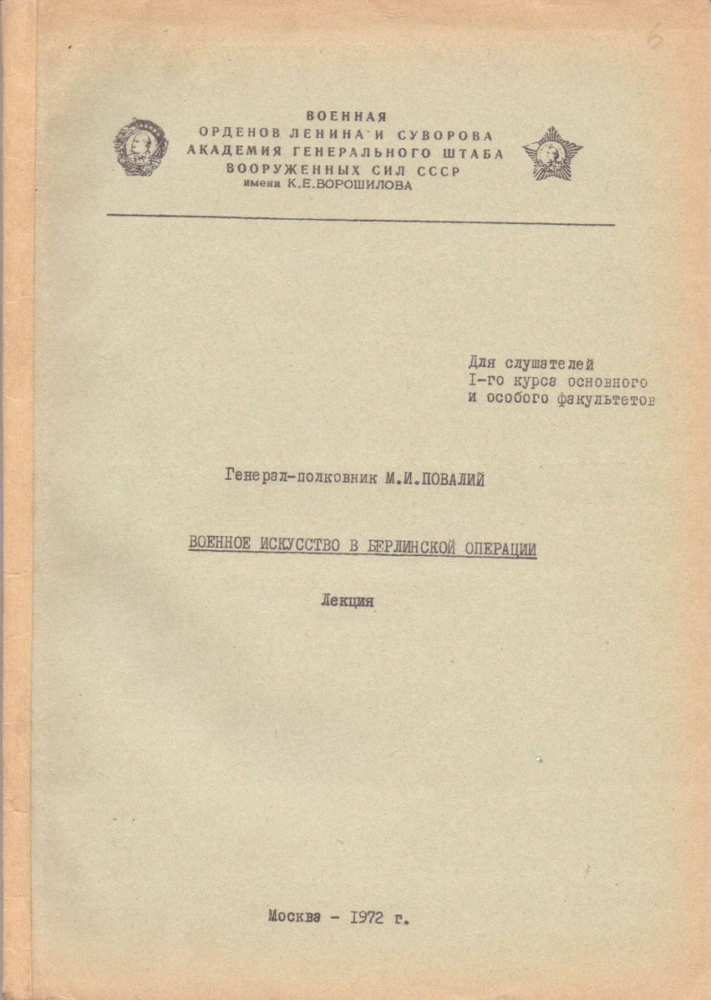 6
ВОЕННАЯ
ОРДЕНОВ ЛЕНИНА И СУВОРОВА
АКАДЕМИЯ ГЕНЕРАЛЬНОГО ШТАБА
ВООРУЖЕННЫХ СИЛ СССР
имени К.Е.ВОРОШИЛОВА
Для слушателей
I-го курса основного
и особого факультетов
Генерал-полковник М.И.ПОВАЛИЙ
ВОЕННОЕ ИСКУССТВО В БЕРЛИНСКОЙ ОПЕРАЦИИ
Лекция
Москва - 1972 г.